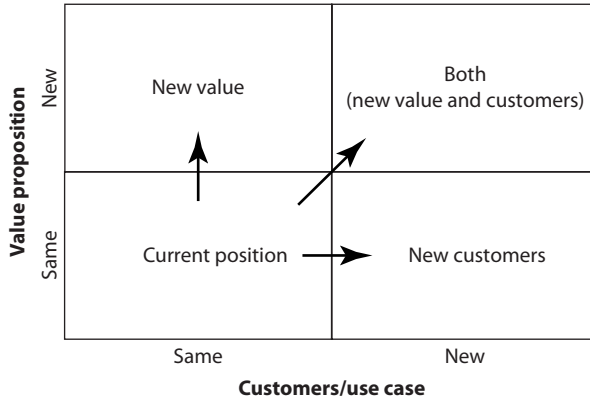 Value proposition
New
Same
New value
Both
(new value and customers)
Current position
New customers
Same
New
Customers/use case